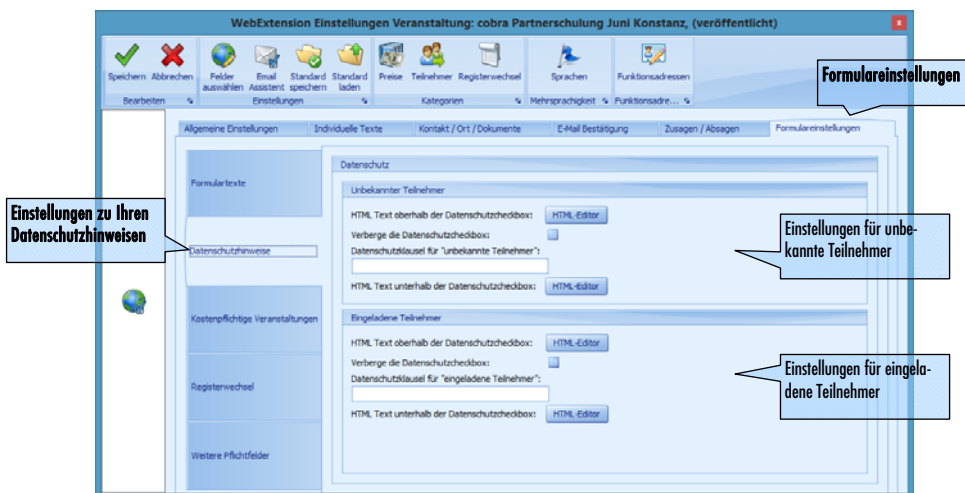 WebExtension Einstellungen Veranstaltung: cobra Partnerschulung Juni Konstanz, (veröffentlicht)
x
Speichern Abbrechen Felder auswählen Email Assistent Standard speichern Standard laden Preise Teilnehmer Registerwechsel Sprachen Funktionsadressen
Bearbeiten Einstellungen Kategorien Mehrsprachigkeit Funktionsadre...
Formulareinstellungen
Allgemeine Einstellungen Individuelle Texte Kontakt / Ort / Dokumente E-Mail Bestätigung Zusagen / Absagen Formulareinstellungen
Formulartexte
Einstellungen zu Ihren
Datenschutzhinweisen
Datenschutzhinweise
Kostenpflichtige Veranstaltungen
Registerwechsel
Weitere Pflichtfelder
Datenschutz
Unbekannter Teilnehmer
HTML Text oberhalb der Datenschutzcheckbox: HTML-Editor
Verberge die Datenschutzcheckbox:
Datenschutzklausel für "unbekannte Teilnehmer":
HTML Text unterhalb der Datenschutzcheckbox: HTML-Editor
Einstellungen für unbe-
kannte Teilnehmer
Eingeladene Teilnehmer
HTML Text oberhalb der Datenschutzcheckbox: HTML-Editor
Verberge die Datenschutzcheckbox:
Datenschutzklausel für "eingeladene Teilnehmer":
HTML Text unterhalb der Datenschutzcheckbox: HTML-Editor
Einstellungen für eingela-
dene Teilnehmer